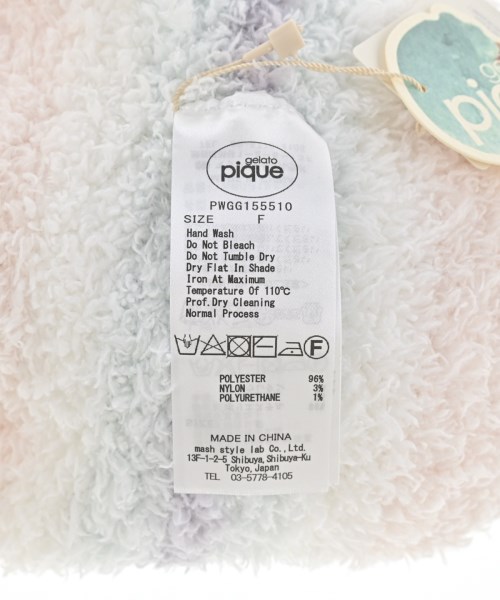 gelato
pique
PWGG155510
SIZE F
Hand Wash
Do Not Bleach
Do Not Tumble Dry
Dry Flat In Shade
Iron At Maximum
Temperature Of 110℃
Prof.Dry Cleaning
Normal Process
F
POLYESTER 96%
NYLON 3%
POLYURETHANE 1%
MADE IN CHINA
mash style lab Co.,Ltd.
13F-1-2-5 Shibuya,Shibuya-Ku
Tokyo,Japan
TEL 03-5778-4105